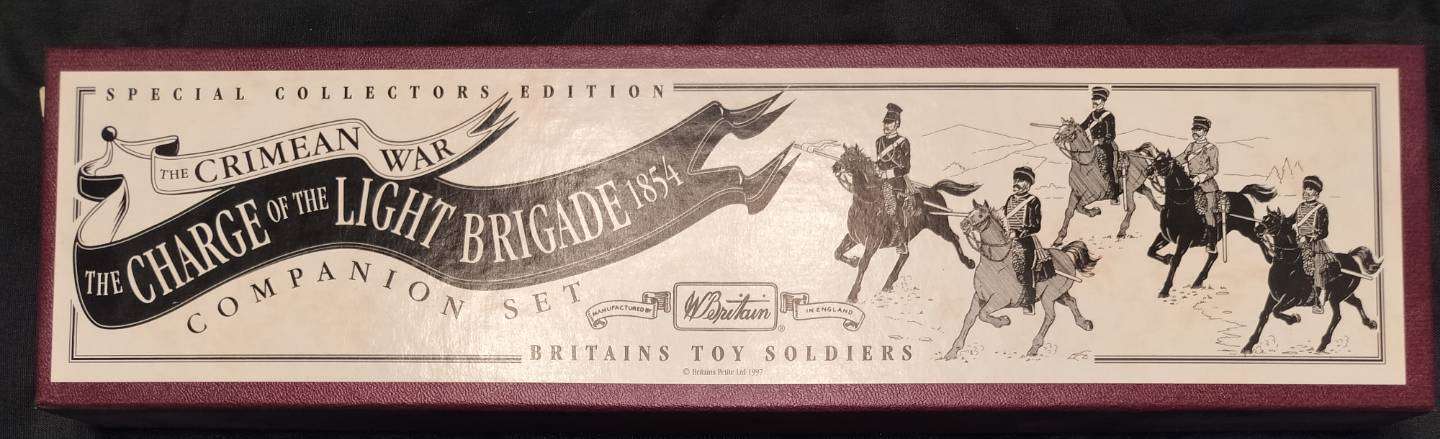 SPECIAL COLLECTORS EDITION
THE CRIMEAN WAR
THE CHARGE OF THE LIGHT BRIGADE 1854
COMPANION SET
MANUFACTURED BY
W. Britain
®
IN ENGLAND
BRITAINS TOY SOLDIERS
© Britains Petite Ltd 1997